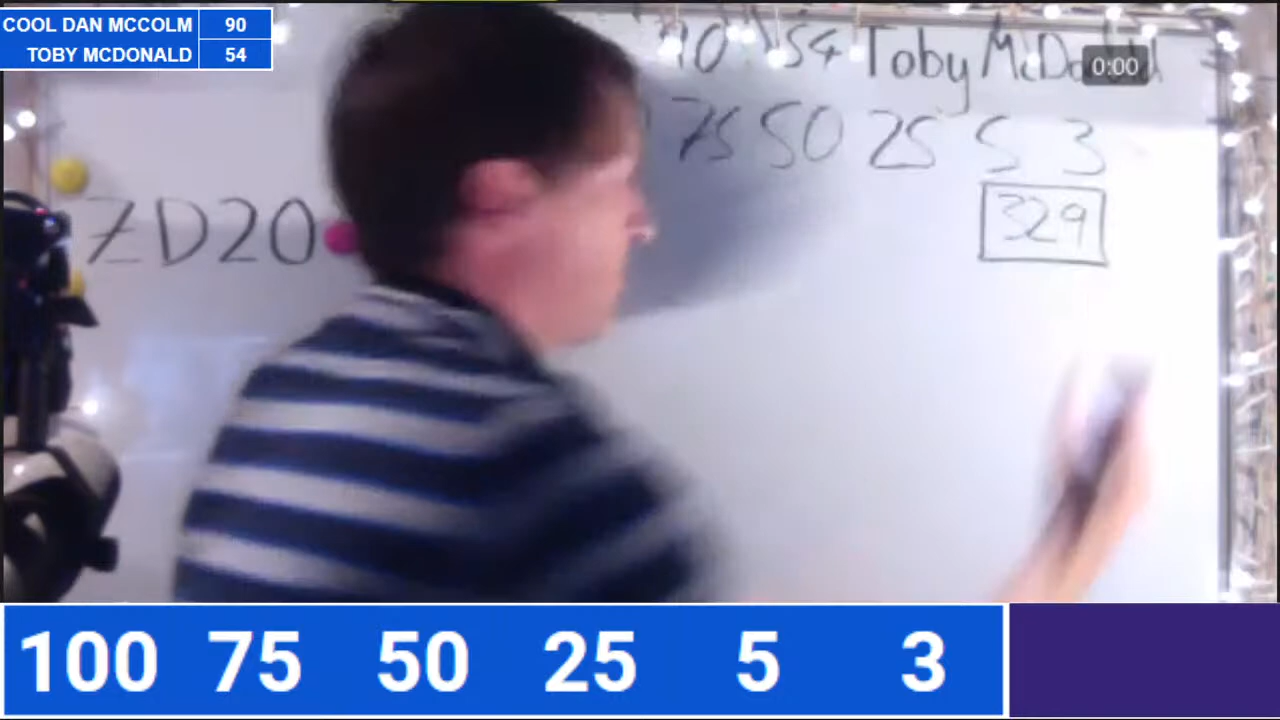 COOL DAN MCCOLM 90
TOBY MCDONALD 54
54 Toby McDonald
0:00
75 50 25 5 3
ZD20
329
100 75 50 25 5 3